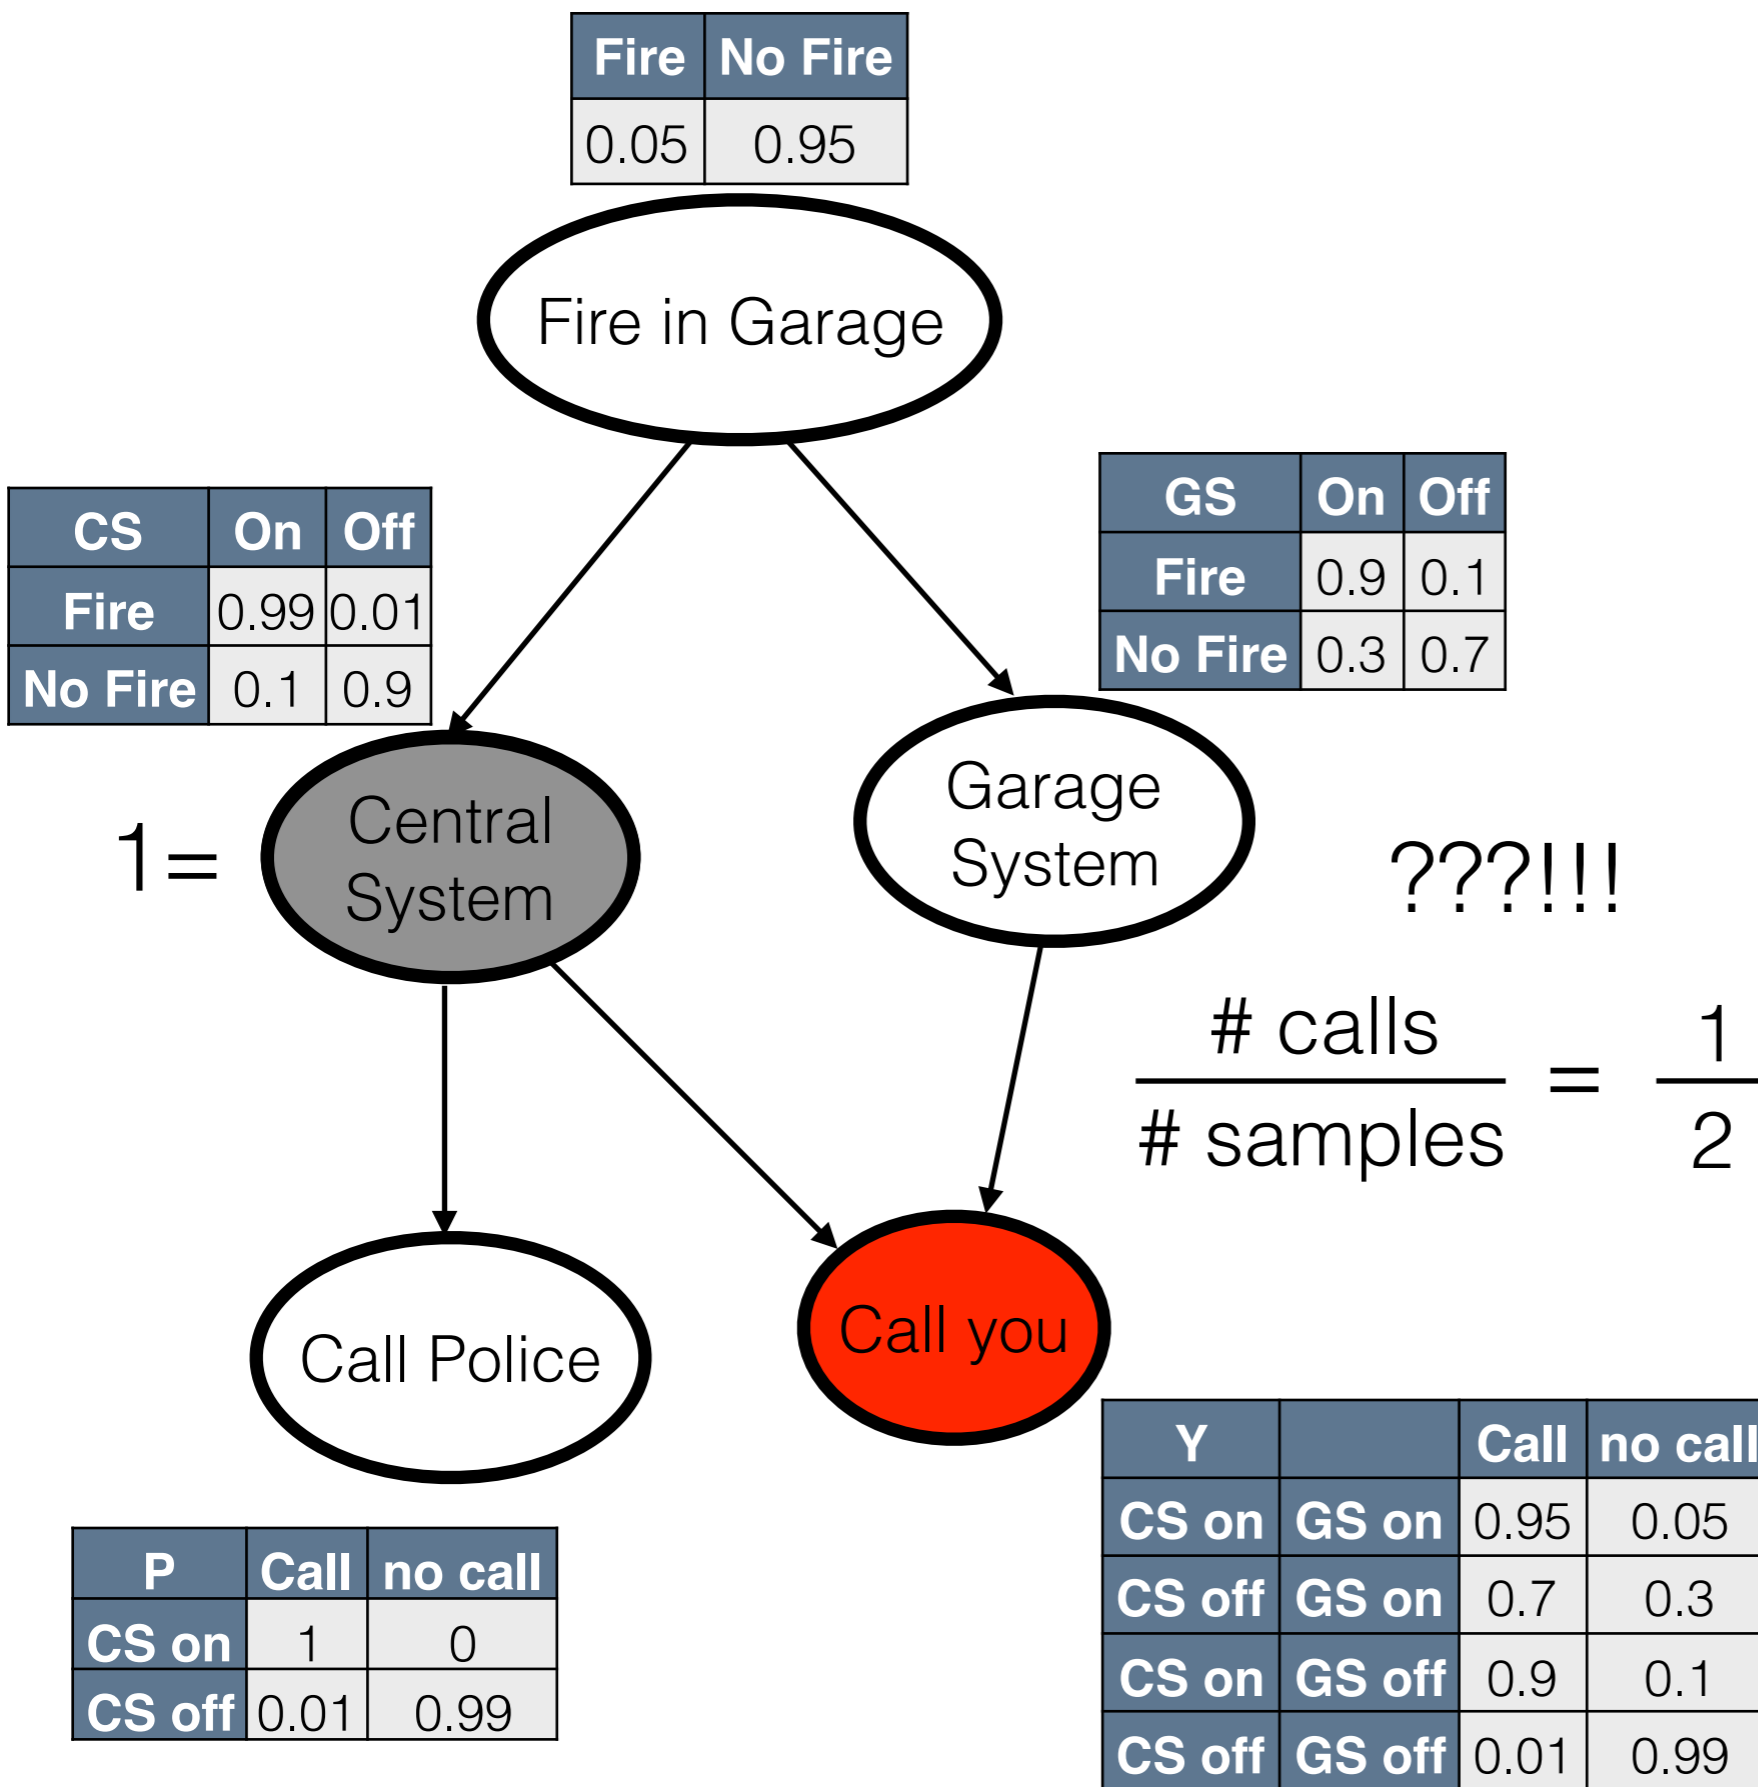 Fire No Fire
0.05 0.95
Fire in Garage
CS On Off
Fire 0.99 0.01
No Fire 0.1 0.9
GS On Off
Fire 0.9 0.1
No Fire 0.3 0.7
1=
Central
System
Garage
System
???!!!
# calls
# samples
=
1
2
Call Police
Call you
P Call no call
CS on 1 0
CS off 0.01 0.99
Y Call no call
CS on GS on 0.95 0.05
CS off GS on 0.7 0.3
CS on GS off 0.9 0.1
CS off GS off 0.01 0.99